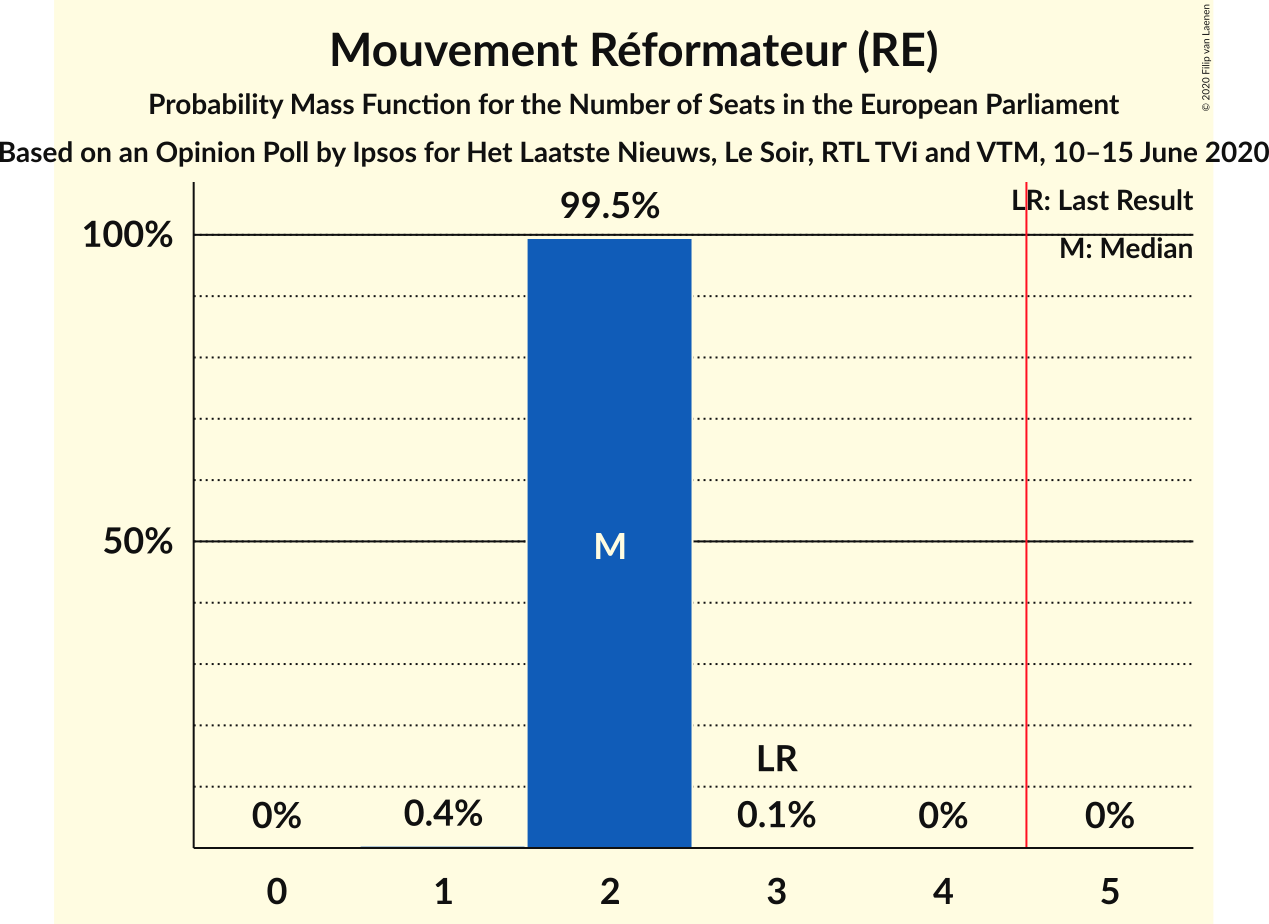 Mouvement Réformateur (RE)
Probability Mass Function for the Number of Seats in the European Parliament
Based on an Opinion Poll by Ipsos for Het Laatste Nieuws, Le Soir, RTL TVi and VTM, 10–15 June 2020
© 2020 Filip van Laenen
LR: Last Result
M: Median
99.5%
100%
50%
M
LR
0%
0.4%
0.1%
0%
0%
0
1
2
3
4
5